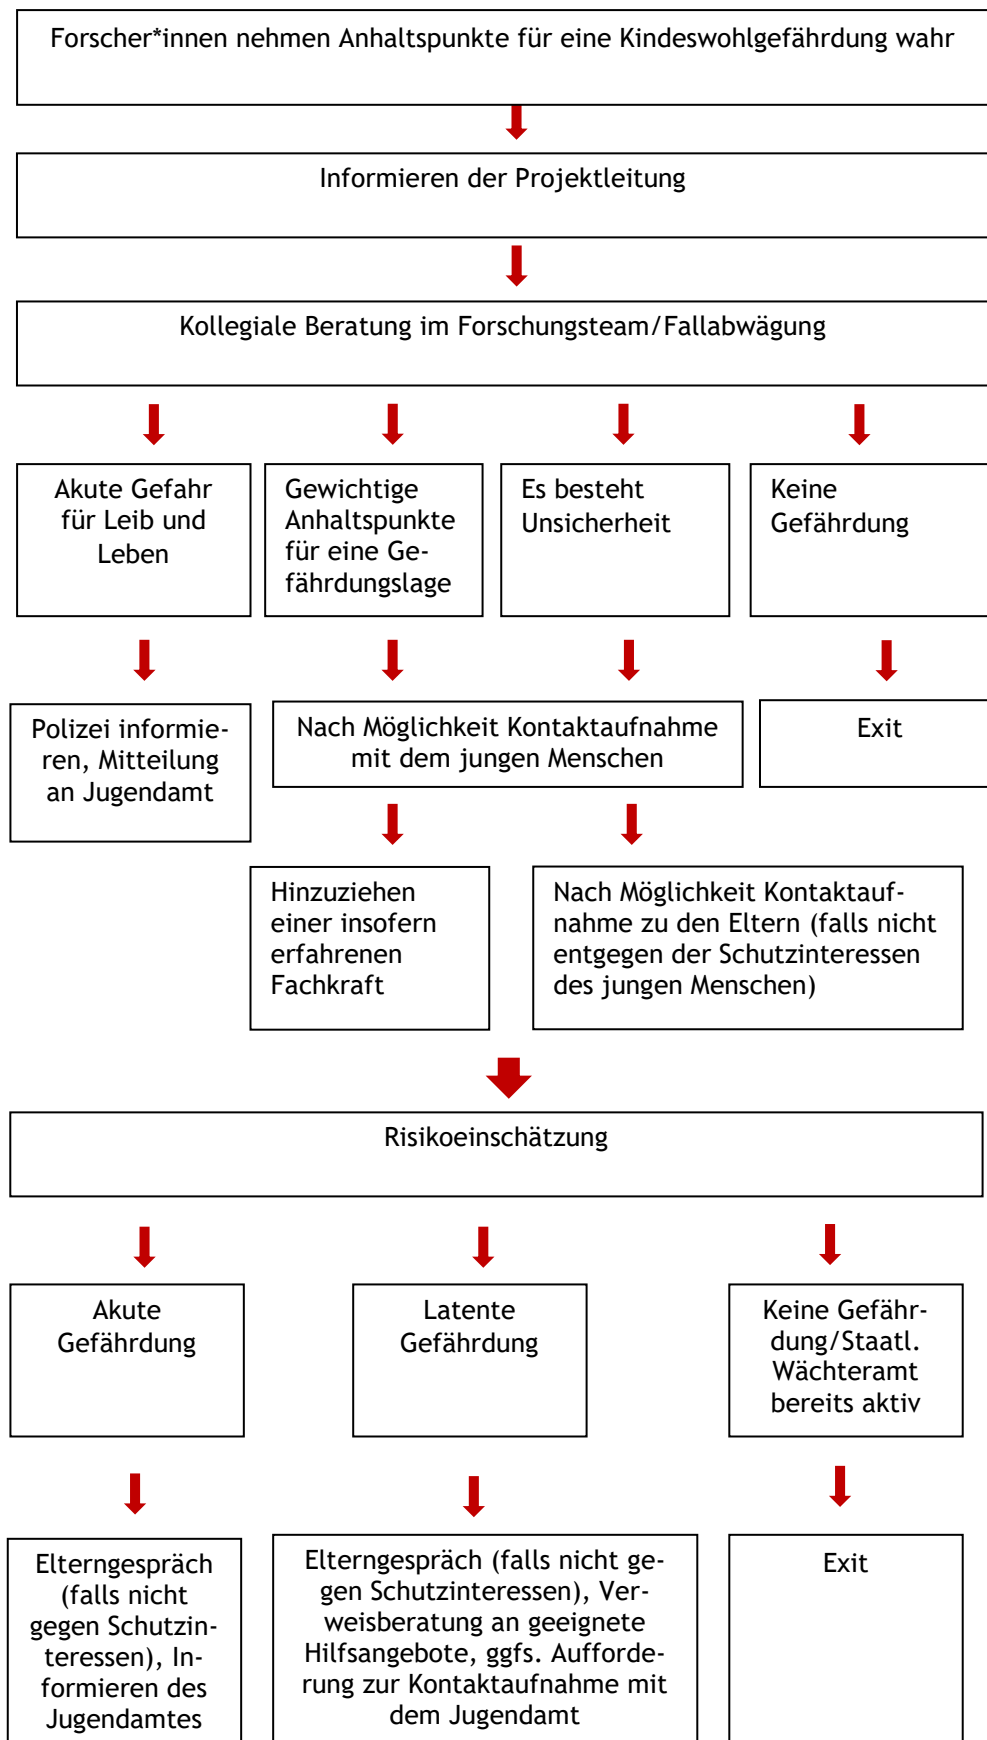 Forscher*innen nehmen Anhaltspunkte für eine Kindeswohlgefährdung wahr
Informieren der Projektleitung
Kollegiale Beratung im Forschungsteam/Fallabwägung
Akute Gefahr
für Leib und
Leben
Gewichtige
Anhaltspunkte
für eine Ge-
fährdungslage
Es besteht
Unsicherheit
Keine
Gefährdung
Polizei informie-
ren, Mitteilung
an Jugendamt
Nach Möglichkeit Kontaktaufnahme
mit dem jungen Menschen
Exit
Hinzuziehen
einer insofern
erfahrenen
Fachkraft
Nach Möglichkeit Kontaktauf-
nahme zu den Eltern (falls nicht
entgegen der Schutzinteressen
des jungen Menschen)
Risikoeinschätzung
Akute
Gefährdung
Latente
Gefährdung
Keine Gefähr-
dung/Staatl.
Wächteramt
bereits aktiv
Elterngespräch
(falls nicht
gegen Schutzin-
teressen), In-
formieren des
Jugendamtes
Elterngespräch (falls nicht ge-
gen Schutzinteressen), Ver-
weisberatung an geeignete
Hilfsangebote, ggfs. Aufforde-
rung zur Kontaktaufnahme mit
dem Jugendamt
Exit